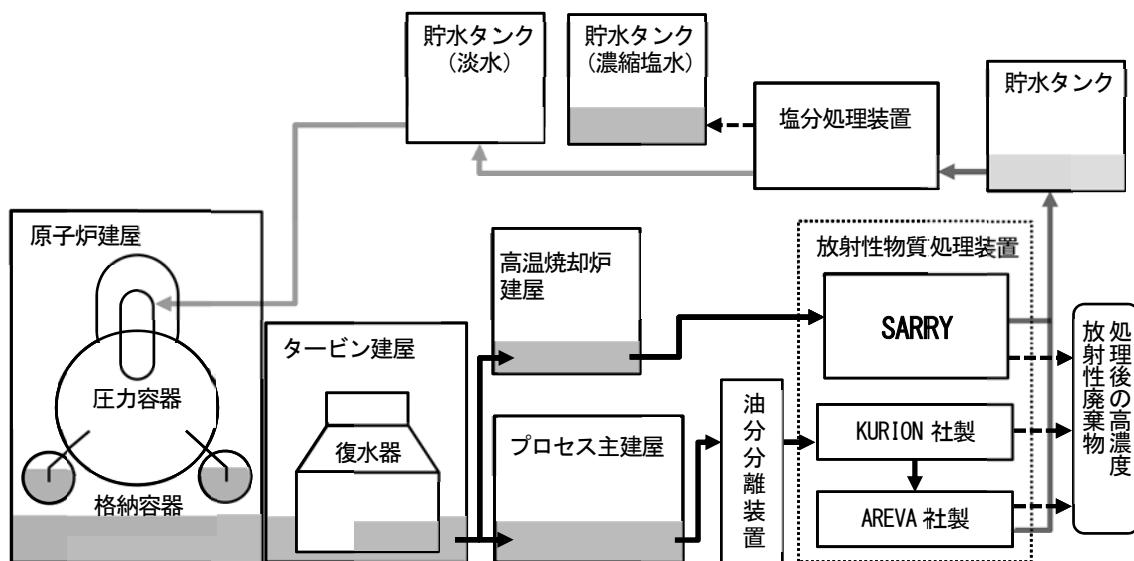 貯水タンク
（淡水）
貯水タンク
（濃縮塩水）
塩分処理装置
貯水タンク
原子炉建屋
圧力容器
格納容器
タービン建屋
復水器
高温焼却炉
建屋
プロセス主建屋
油分分離装置
放射性物質処理装置
SARRY
KURION 社製
AREVA 社製
処理後の高濃度
放射性廃棄物